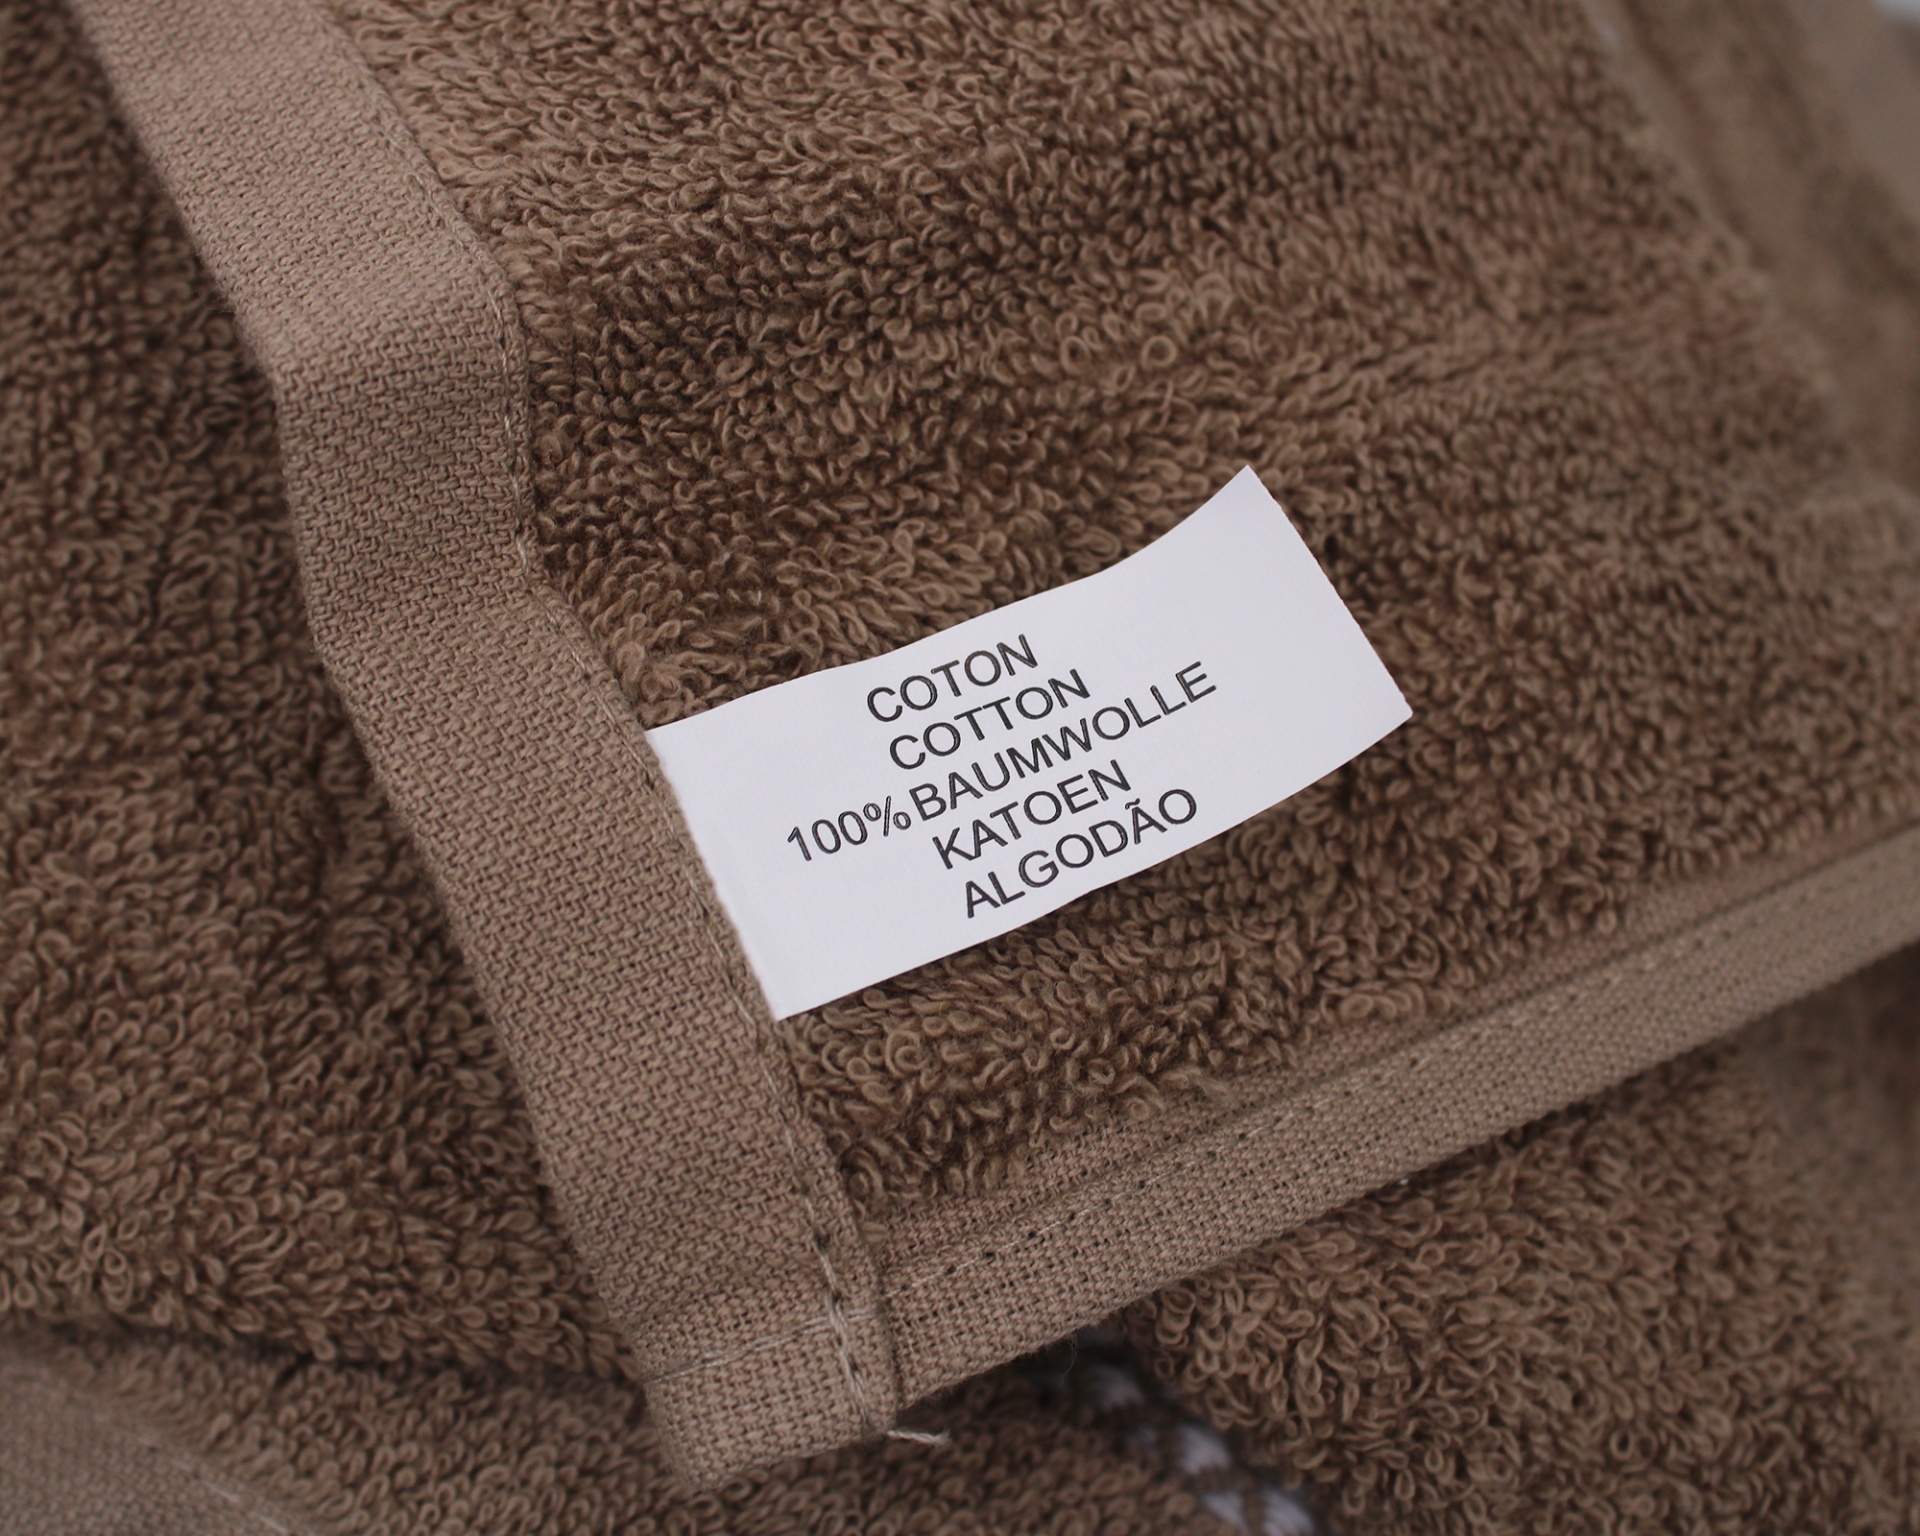 COTON
COTTON
100% BAUMWOLLE
KATOEN
ALGODÃO